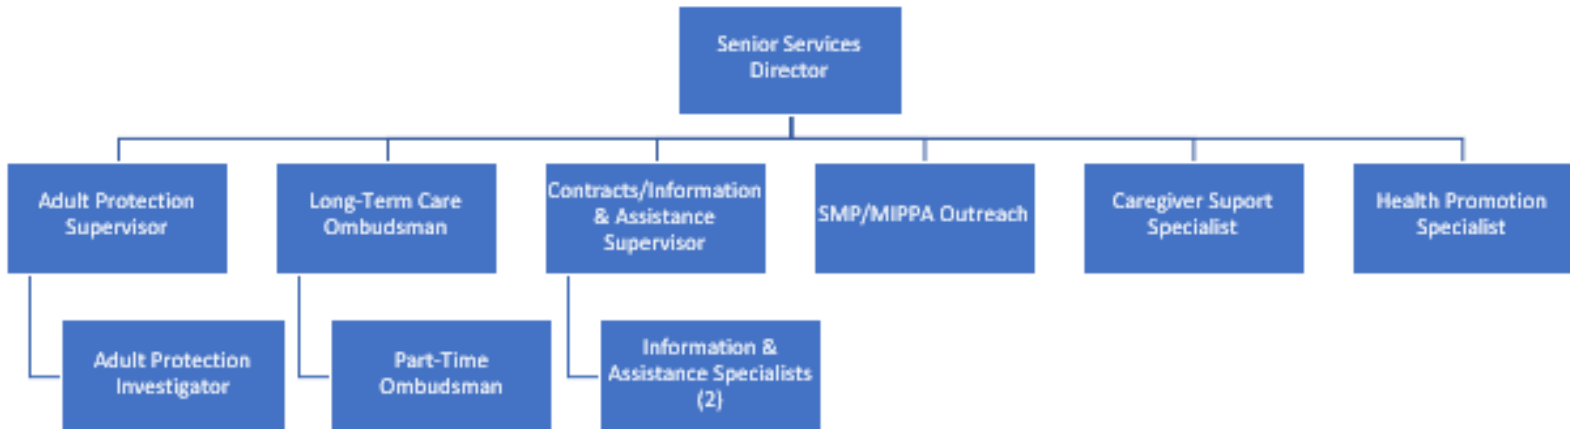 Senior Services
Director
Adult Protection
Supervisor
Long-Term Care
Ombudsman
Contracts/Information
& Assistance
Supervisor
SMP/MIPPA Outreach
Caregiver Suport
Specialist
Health Promotion
Specialist
Adult Protection
Investigator
Part-Time
Ombudsman
Information &
Assistance Specialists
(2)